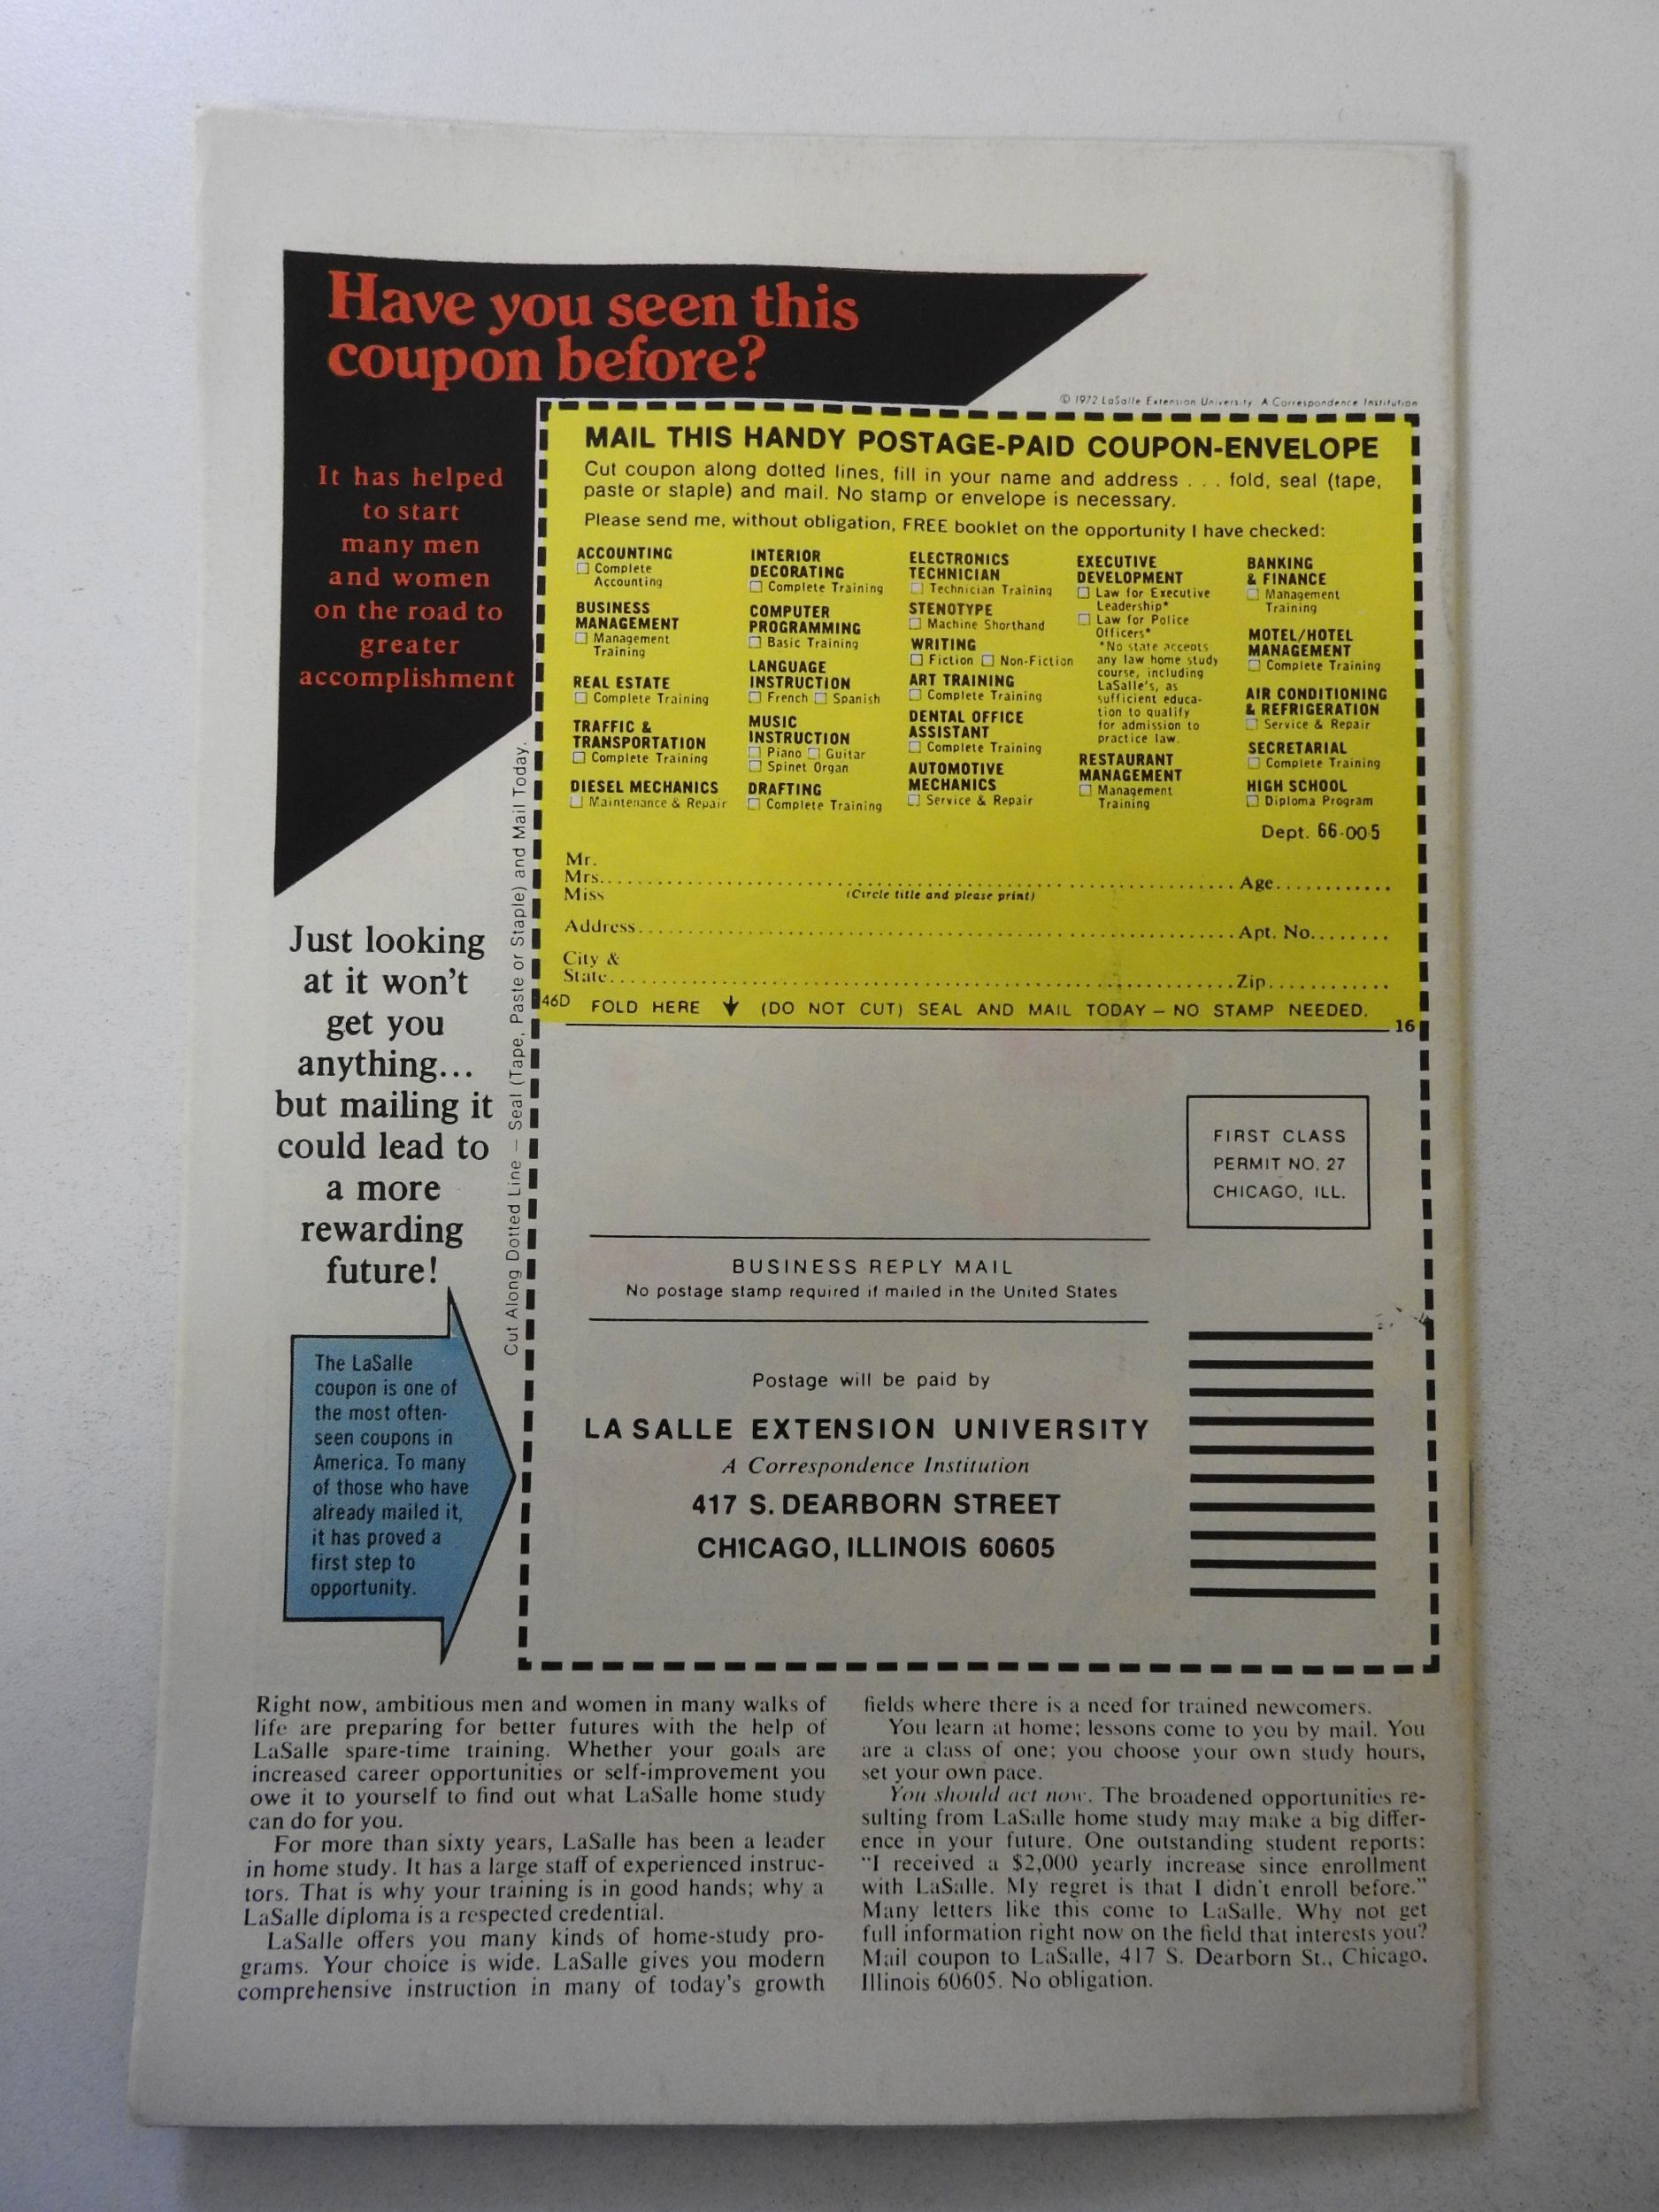 Have you seen this
coupon before?
It has helped
to start
many men
and women
on the road to
greater
accomplishment
© 1972 LaSalle Extension University. A Correspondence Institution
MAIL THIS HANDY POSTAGE-PAID COUPON-ENVELOPE
Cut coupon along dotted lines, fill in your name and address . . . fold, seal (tape,
paste or staple) and mail. No stamp or envelope is necessary.
Please send me, without obligation, FREE booklet on the opportunity I have checked:
ACCOUNTING
☐ Complete
Accounting
BUSINESS
MANAGEMENT
☐ Management
Training
REAL ESTATE
☐ Complete Training
TRAFFIC &
TRANSPORTATION
☐ Complete Training
DIESEL MECHANICS
☐ Maintenance & Repair
INTERIOR
DECORATING
☐ Complete Training
COMPUTER
PROGRAMMING
☐ Basic Training
LANGUAGE
INSTRUCTION
☐ French ☐ Spanish
MUSIC
INSTRUCTION
☐ Piano ☐ Guitar
☐ Spinet Organ
DRAFTING
☐ Complete Training
ELECTRONICS
TECHNICIAN
☐ Technician Training
STENOTYPE
☐ Machine Shorthand
WRITING
☐ Fiction ☐ Non-Fiction
ART TRAINING
☐ Complete Training
DENTAL OFFICE
ASSISTANT
☐ Complete Training
AUTOMOTIVE
MECHANICS
☐ Service & Repair
EXECUTIVE
DEVELOPMENT
☐ Law for Executive
Leadership*
☐ Law for Police
Officers*
*No state accepts
any law home study
course, including
LaSalle's, as
sufficient educa-
tion to qualify
for admission to
practice law.
RESTAURANT
MANAGEMENT
☐ Management
Training
BANKING
& FINANCE
☐ Management
Training
MOTEL/HOTEL
MANAGEMENT
☐ Complete Training
AIR CONDITIONING
& REFRIGERATION
☐ Service & Repair
SECRETARIAL
☐ Complete Training
HIGH SCHOOL
☐ Diploma Program
Dept. 66-005
Mr.
Mrs. Age
Miss (Circle title and please print)
Address Apt. No.
City &
State Zip
46D FOLD HERE ↓ (DO NOT CUT) SEAL AND MAIL TODAY – NO STAMP NEEDED.
16
Cut Along Dotted Line – Seal (Tape, Paste or Staple) and Mail Today.
Just looking
at it won't
get you
anything...
but mailing it
could lead to
a more
rewarding
future!
The LaSalle
coupon is one of
the most often-
seen coupons in
America. To many
of those who have
already mailed it,
it has proved a
first step to
opportunity.
FIRST CLASS
PERMIT NO. 27
CHICAGO, ILL.
BUSINESS REPLY MAIL
No postage stamp required if mailed in the United States
Postage will be paid by
LA SALLE EXTENSION UNIVERSITY
A Correspondence Institution
417 S. DEARBORN STREET
CHICAGO, ILLINOIS 60605
Right now, ambitious men and women in many walks of
life are preparing for better futures with the help of
LaSalle spare-time training. Whether your goals are
increased career opportunities or self-improvement you
owe it to yourself to find out what LaSalle home study
can do for you.
For more than sixty years, LaSalle has been a leader
in home study. It has a large staff of experienced instruc-
tors. That is why your training is in good hands; why a
LaSalle diploma is a respected credential.
LaSalle offers you many kinds of home-study pro-
grams. Your choice is wide. LaSalle gives you modern
comprehensive instruction in many of today's growth
fields where there is a need for trained newcomers.
You learn at home; lessons come to you by mail. You
are a class of one; you choose your own study hours,
set your own pace.
You should act now. The broadened opportunities re-
sulting from LaSalle home study may make a big differ-
ence in your future. One outstanding student reports:
"I received a $2,000 yearly increase since enrollment
with LaSalle. My regret is that I didn't enroll before."
Many letters like this come to LaSalle. Why not get
full information right now on the field that interests you?
Mail coupon to LaSalle, 417 S. Dearborn St., Chicago,
Illinois 60605. No obligation.